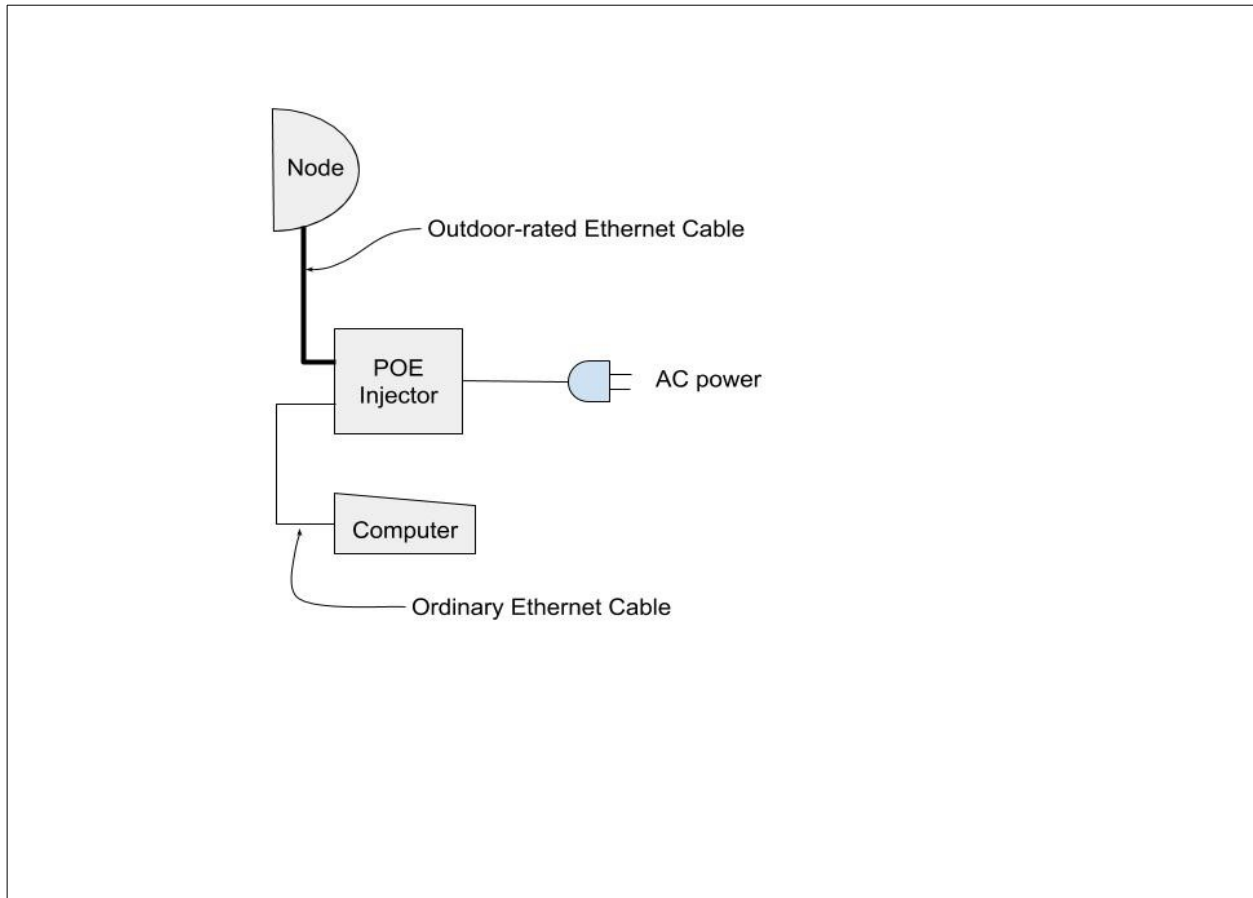 Node
Outdoor-rated Ethernet Cable
POE
Injector
AC power
Computer
Ordinary Ethernet Cable